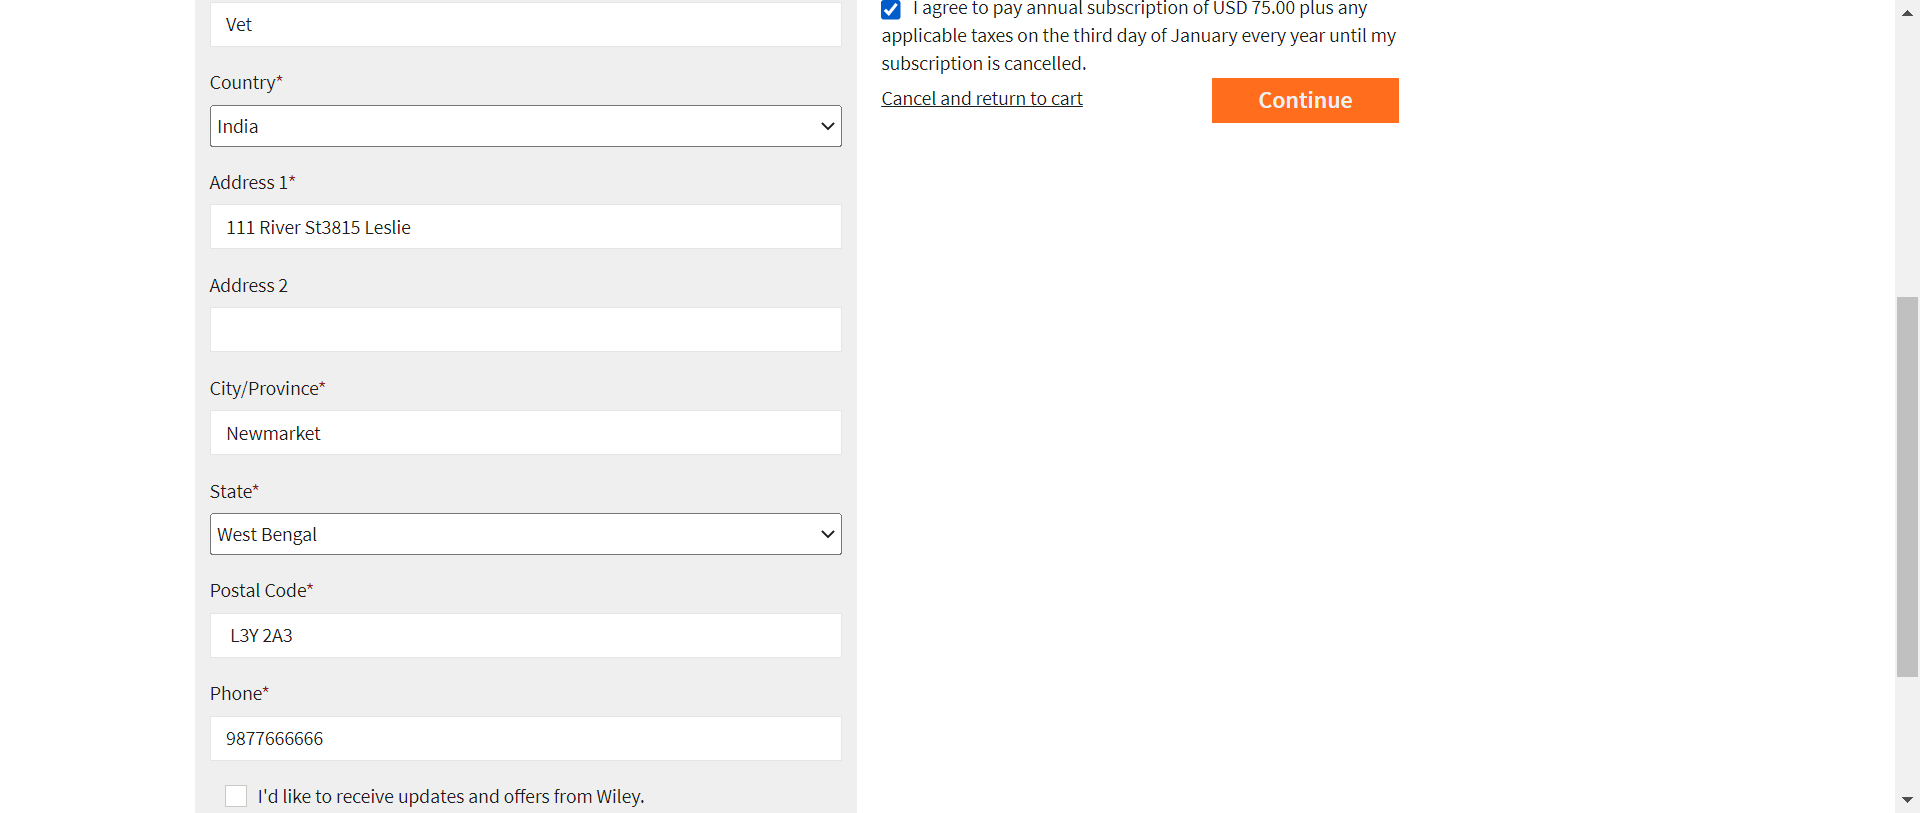 Vet
Country*
India
Address 1*
111 River St3815 Leslie
Address 2
City/Province*
Newmarket
State*
West Bengal
Postal Code*
L3Y 2A3
Phone*
9877666666
I'd like to receive updates and offers from Wiley.
I agree to pay annual subscription of USD 75.00 plus any
applicable taxes on the third day of January every year until my
subscription is cancelled.
Cancel and return to cart
Continue